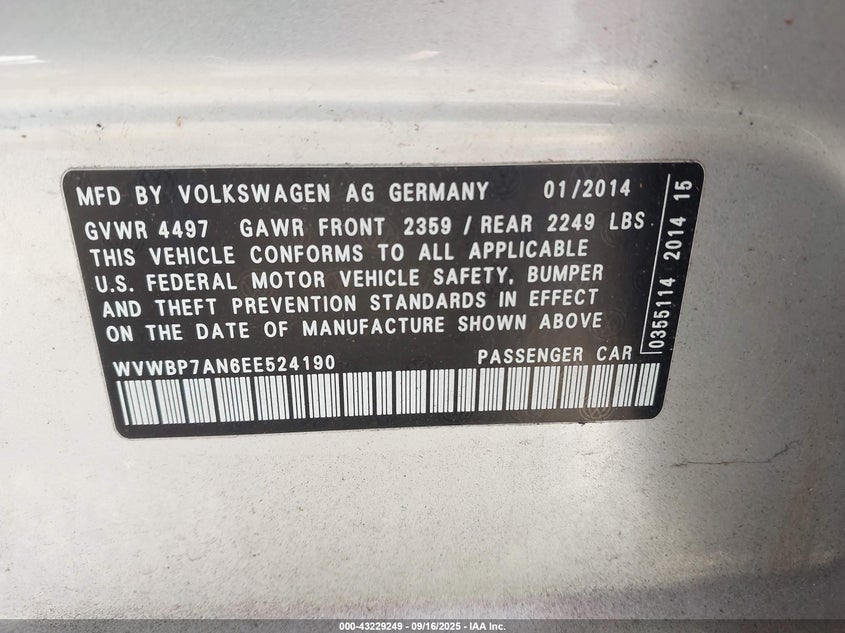 MFD BY VOLKSWAGEN AG GERMANY 01/2014
GVWR 4497 GAWR FRONT 2359 / REAR 2249 LBS
THIS VEHICLE CONFORMS TO ALL APPLICABLE
U.S. FEDERAL MOTOR VEHICLE SAFETY, BUMPER
AND THEFT PREVENTION STANDARDS IN EFFECT
ON THE DATE OF MANUFACTURE SHOWN ABOVE
WVWBP7AN6EE524190 PASSENGER CAR
0355114 2014 15
000-43229249 - 09/16/2025 - IAA Inc.